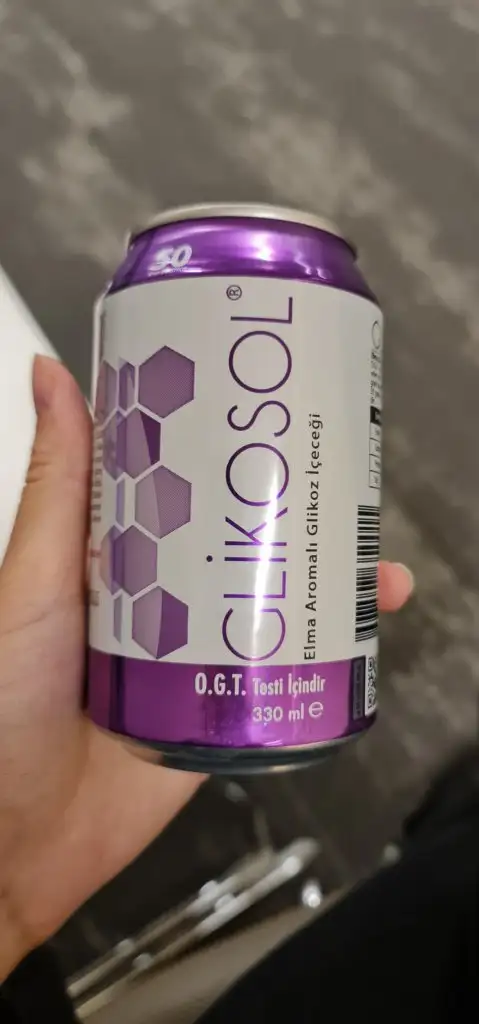 50
GLİKOSOL®
Elma Aromalı Glikoz İçeceği
O.G.T. Testi İçindir
330 ml e